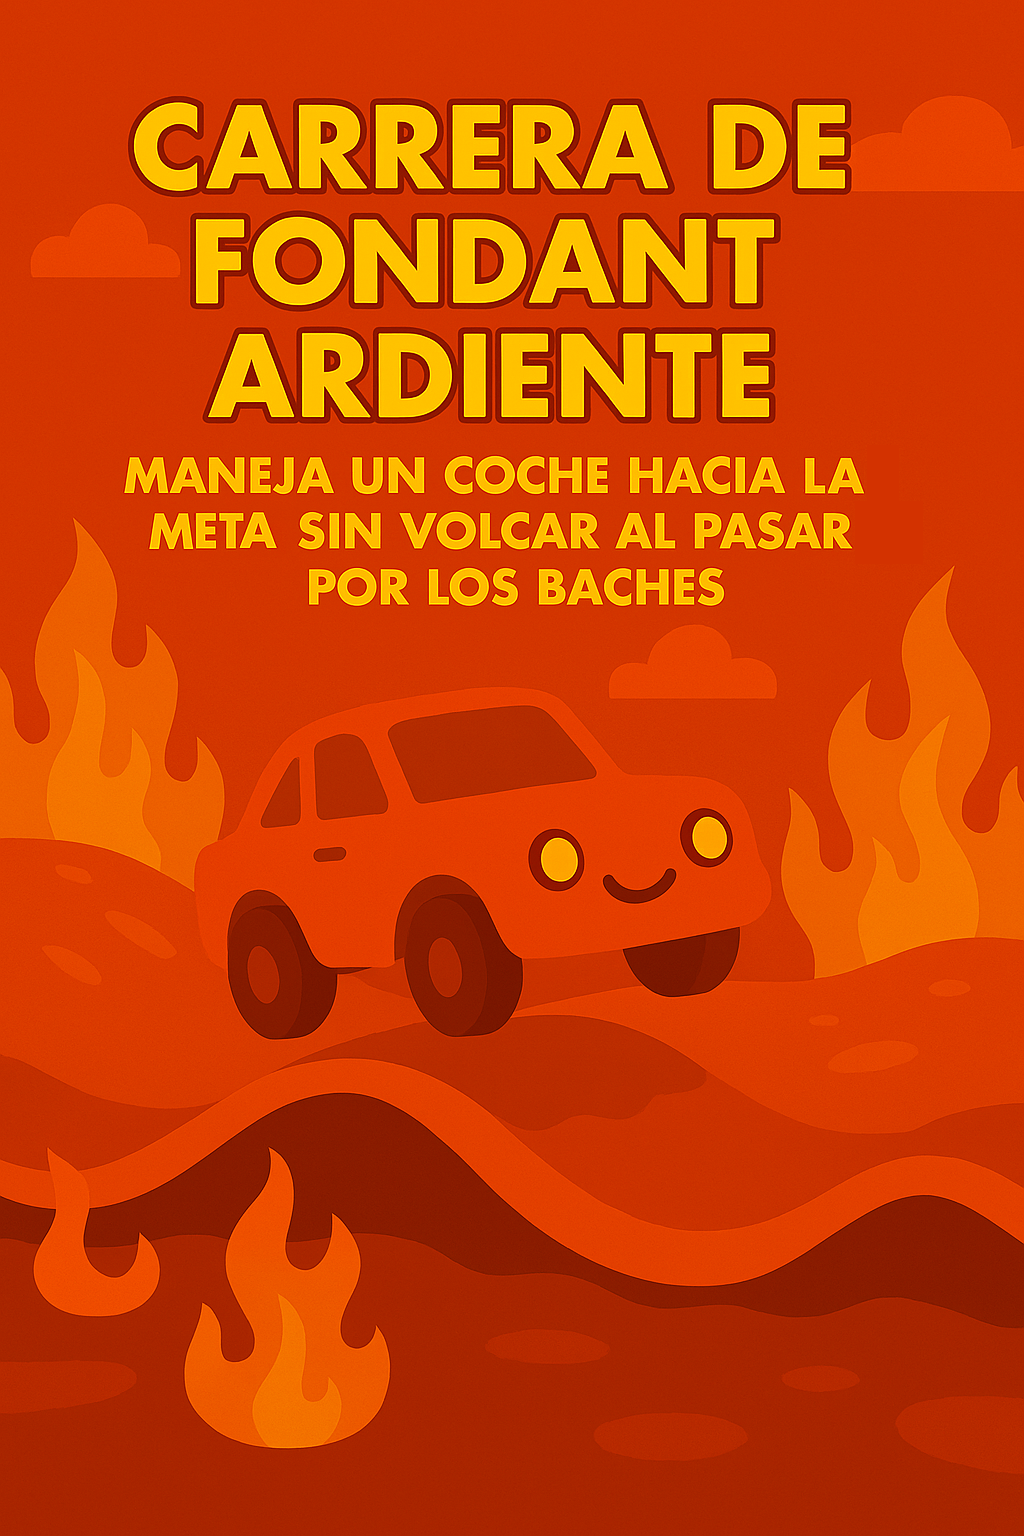 CARRERA DE
FONDANT
ARDIENTE
MANEJA UN COCHE HACIA LA
META SIN VOLCAR AL PASAR
POR LOS BACHES